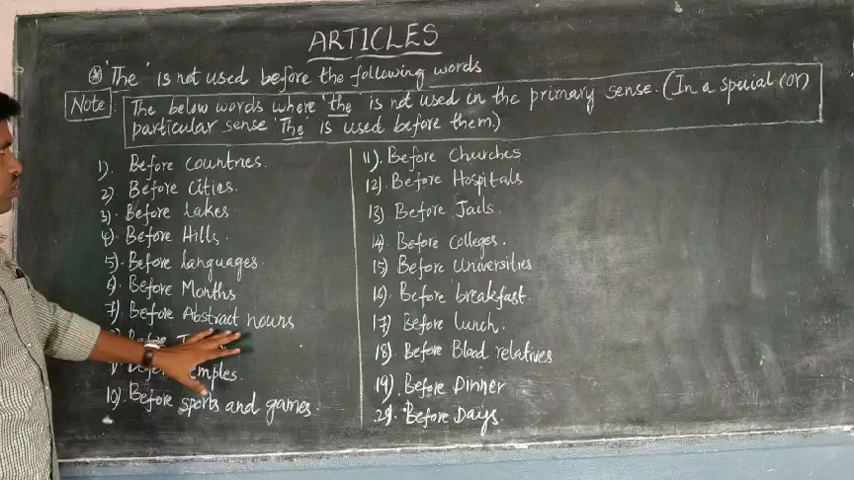 ARTICLES
'The' is not used before the following words
Note: The below words where 'the is not used in the primary sense. (In a special (or)
particular sense 'The is used before them.)
1). Before countries.
2). Before cities.
3). Before lakes.
4). Before Hills.
5). Before languages.
6). Before Months
7). Before Abstract nouns
Before
Before Temples.
10). Before sports and games
11). Before Churches
12). Before Hospitals
13). Before Jails.
14). Before colleges.
15). Before universities
16). Before breakfast.
17). Before lunch.
18). Before Blood relatives
19). Before Dinner
20). Before Days.